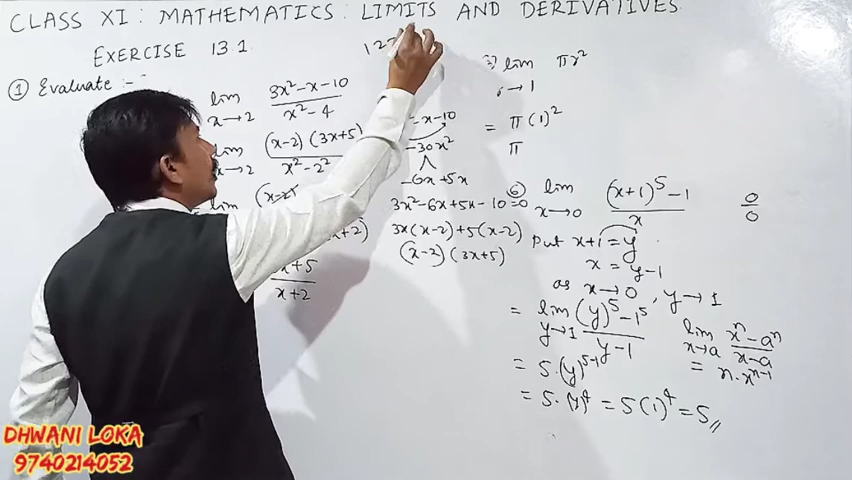 CLASS XI : MATHEMATICS : LIMITS AND DERIVATIVES
EXERCISE 13.1
① Evaluate :-
lim x→2 3x²-x-10 / x²-4
lim x→2 (x-2)(3x+5) / x²-2²
lim
x+2)
x+5 / x+2
-x-10
-30x²
-6x+5x
3x²-6x+5x-10=0
3x(x-2)+5(x-2)
(x-2)(3x+5)
3) lim r→1 πr²
= π(1)²
π
⑥ lim x→0 (x+1)⁵-1 / x 0/0
Put x+1=y
x = y-1
as x→0, y→1
= lim y→1 (y)⁵-1⁵ / y-1
lim x→a xⁿ-aⁿ / x-a
= n·xⁿ⁻¹
= 5·(y)⁵⁻¹
= 5·(y)⁴ = 5(1)⁴ = 5//
DHWANI LOKA
9740214052